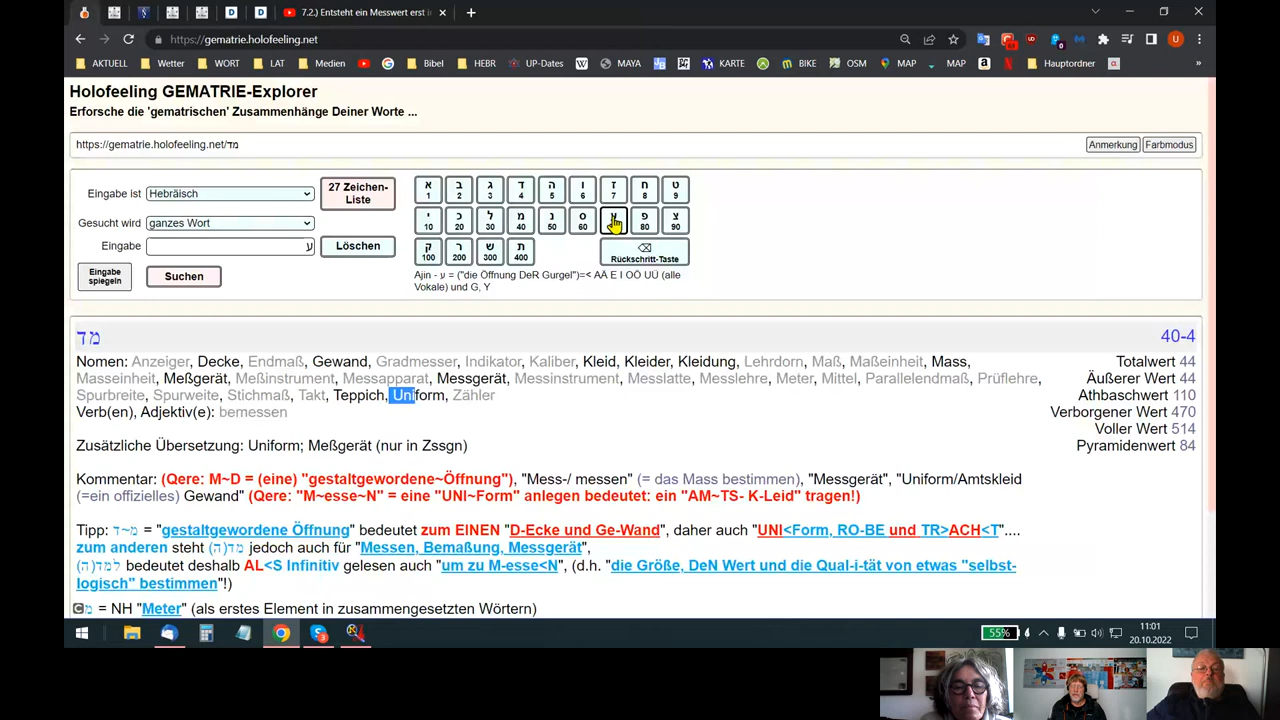 7.2.) Entsteht ein Messwert erst i
https://gematrie.holofeeling.net
AKTUELL Wetter WORT LAT Medien Bibel HEBR UP-Dates MAYA KARTE BIKE OSM MAP MAP Hauptordner »
Holofeeling GEMATRIE-Explorer
Erforsche die 'gematrischen' Zusammenhänge Deiner Worte ...
https://gematrie.holofeeling.net/מד Anmerkung Farbmodus
Eingabe ist Hebräisch 27 Zeichen-Liste
Gesucht wird ganzes Wort
Eingabe ע Löschen
Eingabe spiegeln Suchen
א ב ג ד ה ו ז ח ט
1 2 3 4 5 6 7 8 9
י כ ל מ נ ס ע פ צ
10 20 30 40 50 60 80 90
ק ר ש ת ⌫
100 200 300 400 Rückschritt-Taste
Ajin - ע = ("die Öffnung DeR Gurgel")=< AÄ E I OÖ UÜ (alle
Vokale) und G, Y
מד 40-4
Nomen: Anzeiger, Decke, Endmaß, Gewand, Gradmesser, Indikator, Kaliber, Kleid, Kleider, Kleidung, Lehrdorn, Maß, Maßeinheit, Mass, Totalwert 44
Masseinheit, Meßgerät, Meßinstrument, Messapparat, Messgerät, Messinstrument, Messlatte, Messlehre, Meter, Mittel, Parallelendmaß, Prüflehre, Äußerer Wert 44
Spurbreite, Spurweite, Stichmaß, Takt, Teppich, Uniform, Zähler Athbaschwert 110
Verb(en), Adjektiv(e): bemessen Verborgener Wert 470
Voller Wert 514
Zusätzliche Übersetzung: Uniform; Meßgerät (nur in Zssgn) Pyramidenwert 84
Kommentar: (Qere: M~D = (eine) "gestaltgewordene~Öffnung"), "Mess-/ messen" (= das Mass bestimmen), "Messgerät", "Uniform/Amtskleid
(=ein offizielles) Gewand" (Qere: "M~esse~N" = eine "UNI~Form" anlegen bedeutet: ein "AM~TS- K-Leid" tragen!)
Tipp: מ~ד = "gestaltgewordene Öffnung" bedeutet zum EINEN "D-Ecke und Ge-Wand", daher auch "UNI<Form, RO-BE und TR>ACH<T"....
zum anderen steht מד(ה) jedoch auch für "Messen, Bemaßung, Messgerät",
למד(ה) bedeutet deshalb AL<S Infinitiv gelesen auch "um zu M-esse<N", (d.h. "die Größe, DeN Wert und die Qual-i-tät von etwas "selbst-
logisch" bestimmen"!)
C מ = NH "Meter" (als erstes Element in zusammengesetzten Wörtern)
55% 11:01
20.10.2022